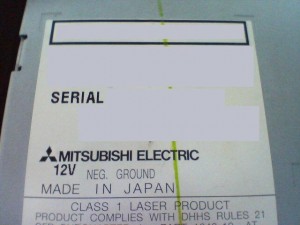 SERIAL
MITSUBISHI ELECTRIC
12V NEG. GROUND
MADE IN JAPAN
CLASS 1 LASER PRODUCT
PRODUCT COMPLIES WITH DHHS RULES 21